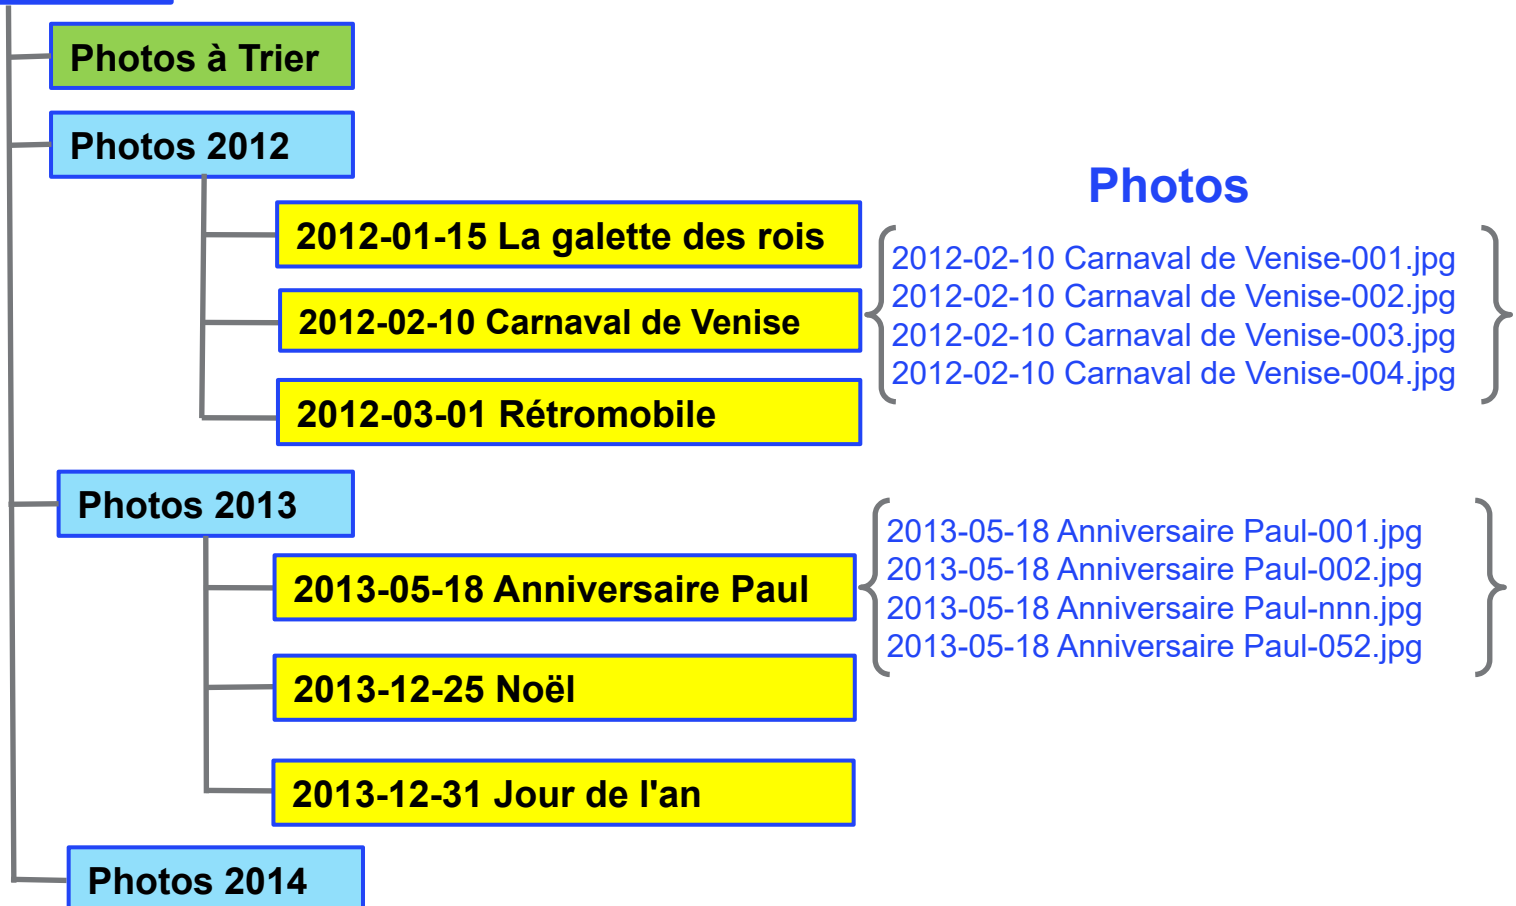 Photos à Trier
Photos 2012
Photos
2012-01-15 La galette des rois
2012-02-10 Carnaval de Venise
2012-03-01 Rétromobile
2012-02-10 Carnaval de Venise-001.jpg
2012-02-10 Carnaval de Venise-002.jpg
2012-02-10 Carnaval de Venise-003.jpg
2012-02-10 Carnaval de Venise-004.jpg
Photos 2013
2013-05-18 Anniversaire Paul
2013-12-25 Noël
2013-12-31 Jour de l'an
2013-05-18 Anniversaire Paul-001.jpg
2013-05-18 Anniversaire Paul-002.jpg
2013-05-18 Anniversaire Paul-nnn.jpg
2013-05-18 Anniversaire Paul-052.jpg
Photos 2014